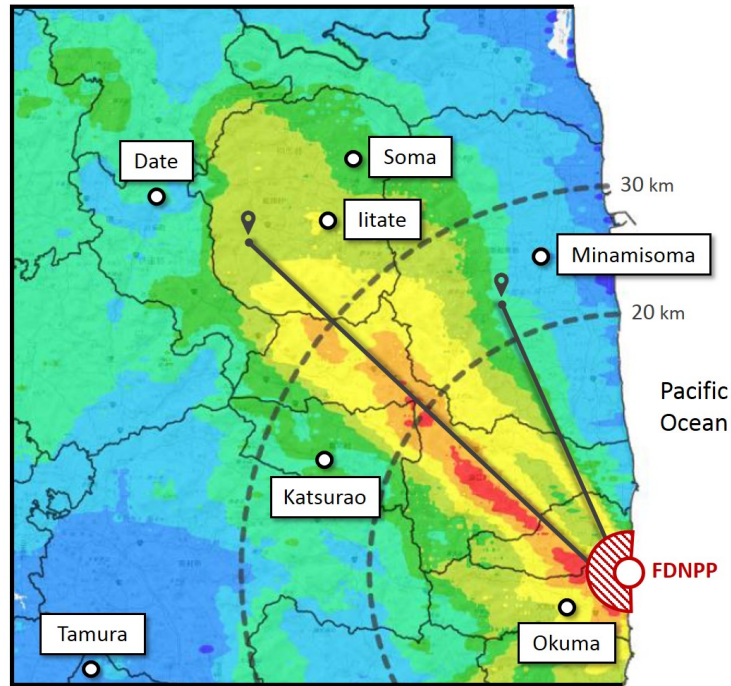 Date
Soma
30 km
Iitate
Minamisoma
20 km
Pacific
Ocean
Katsurao
FDNPP
Okuma
Tamura